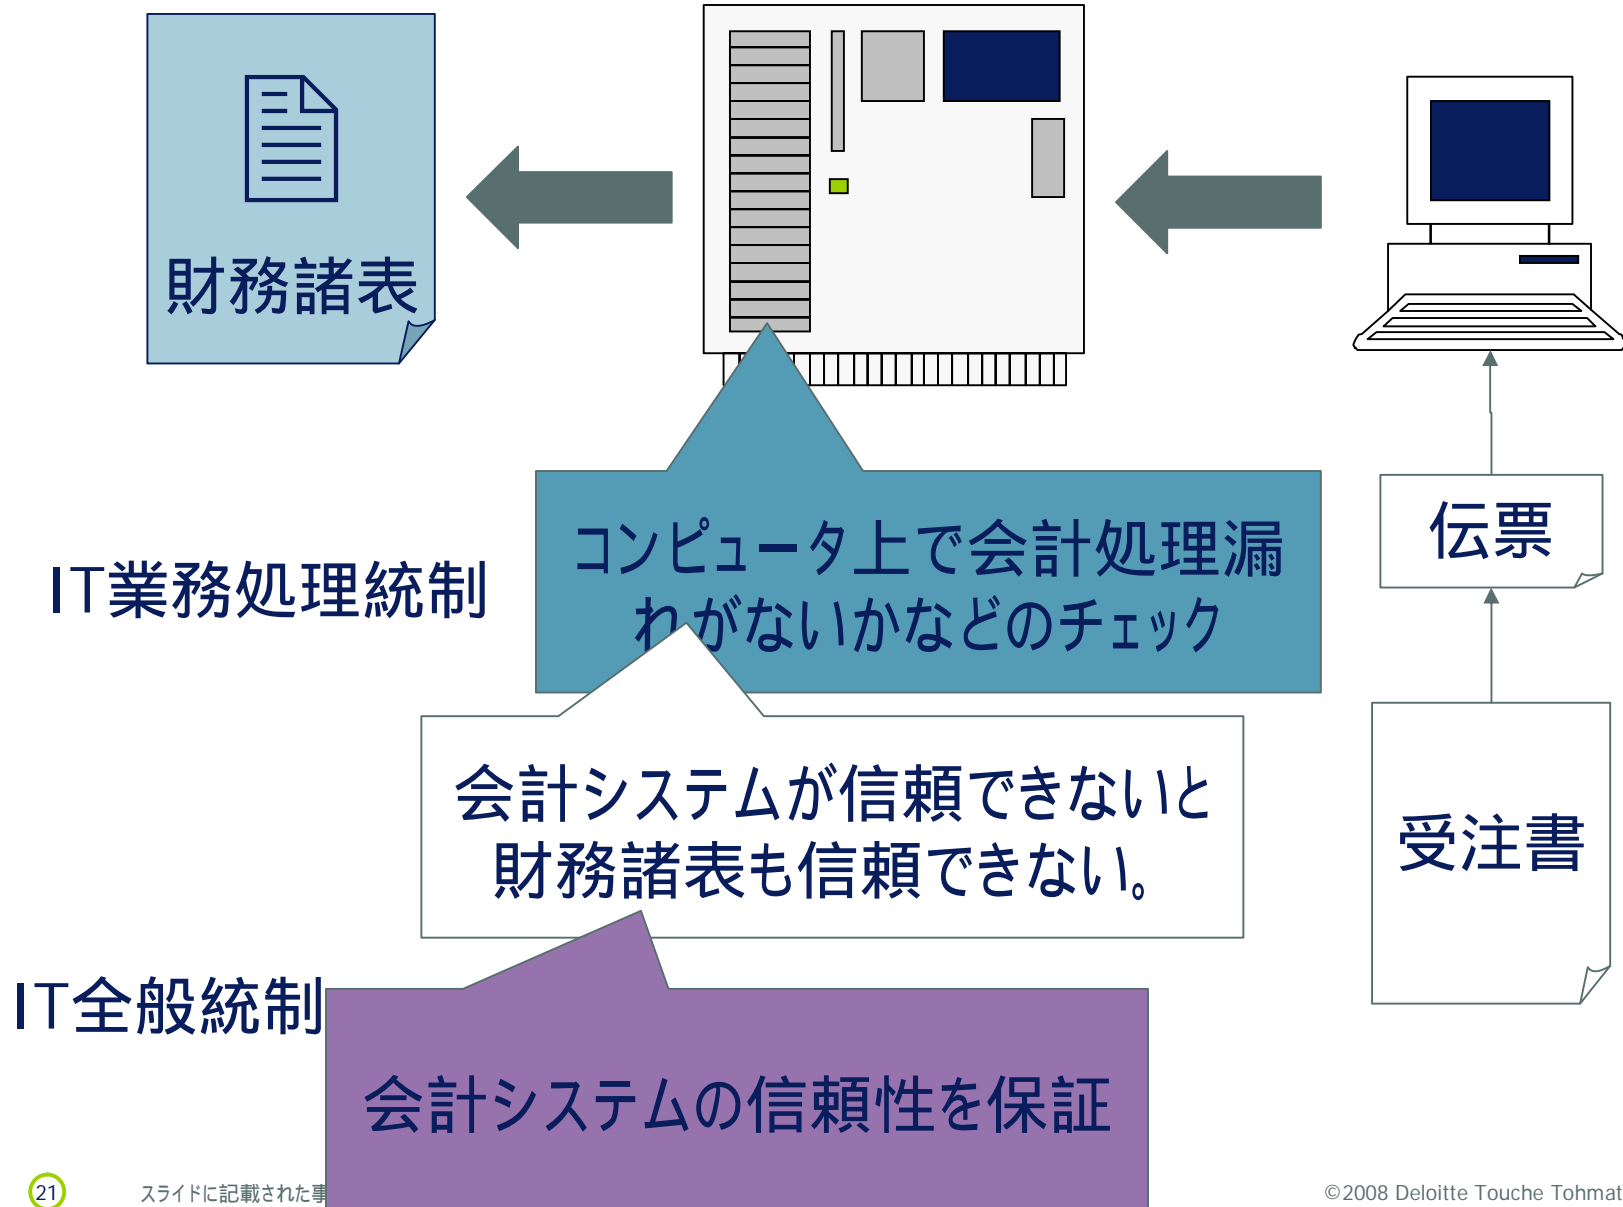 財務諸表
コンピュータ上で会計処理漏
れがないかなどのチェック
伝票
IT業務処理統制
会計システムが信頼できないと
財務諸表も信頼できない。
受注書
IT全般統制
会計システムの信頼性を保証
21
スライドに記載された事
©2008 Deloitte Touche Tohmat